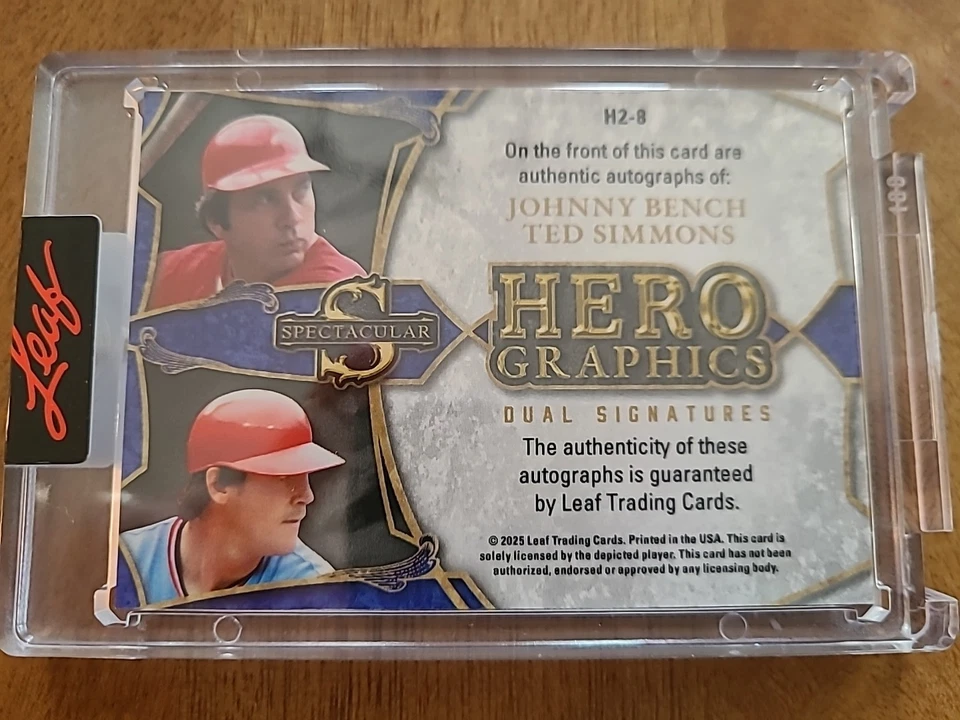 H2-8
On the front of this card are
authentic autographs of:
JOHNNY BENCH
TED SIMMONS
HERO
GRAPHICS
DUAL SIGNATURES
The authenticity of these
autographs is guaranteed
by Leaf Trading Cards.
© 2025 Leaf Trading Cards. Printed in the USA. This card is
solely licensed by the depicted player. This card has not been
authorized, endorsed or approved by any licensing body.
S
SPECTACULAR
Leaf